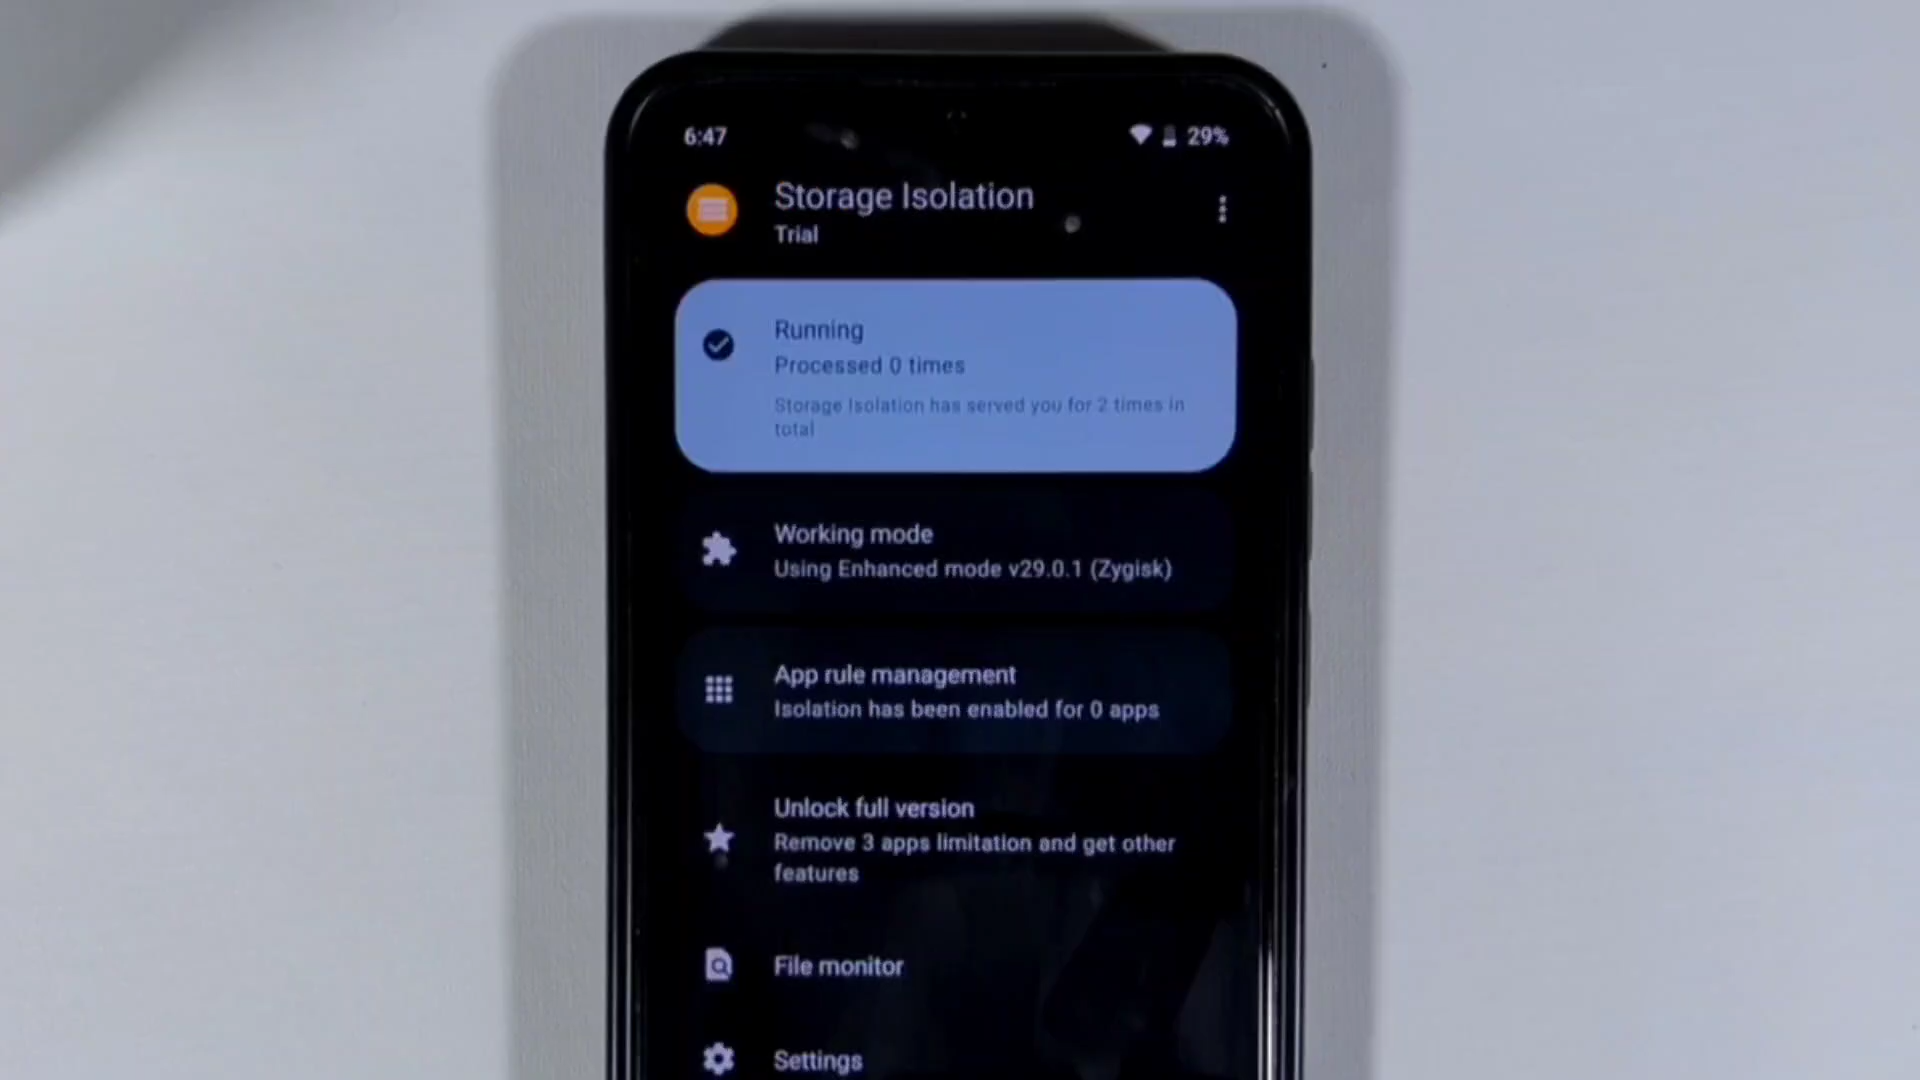 6:47
29%
Storage Isolation
Trial
Running
Processed 0 times
Storage Isolation has served you for 2 times in
total
Working mode
Using Enhanced mode v29.0.1 (Zygisk)
App rule management
Isolation has been enabled for 0 apps
Unlock full version
Remove 3 apps limitation and get other
features
File monitor
Settings